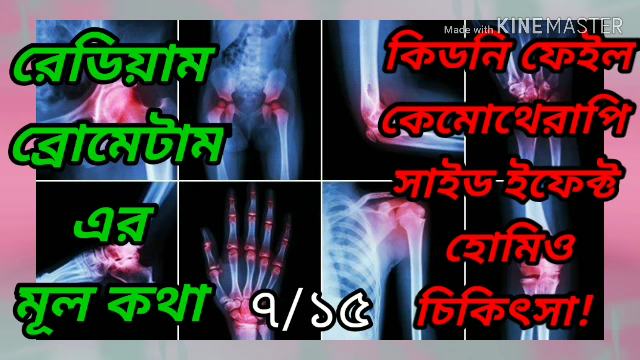 Made with KINEMASTER
রেডিয়াম
ব্রোমেটাম
এর
মূল কথা
কিডনি ফেইল
কেমোথেরাপি
সাইড ইফেক্ট
হোমিও
চিকিৎসা!
৭/১৫